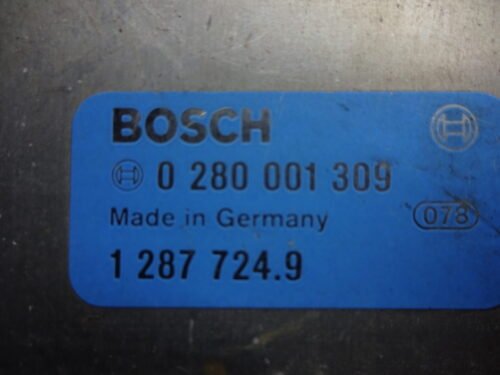 BOSCH
0 280 001 309
Made in Germany 078
1 287 724.9